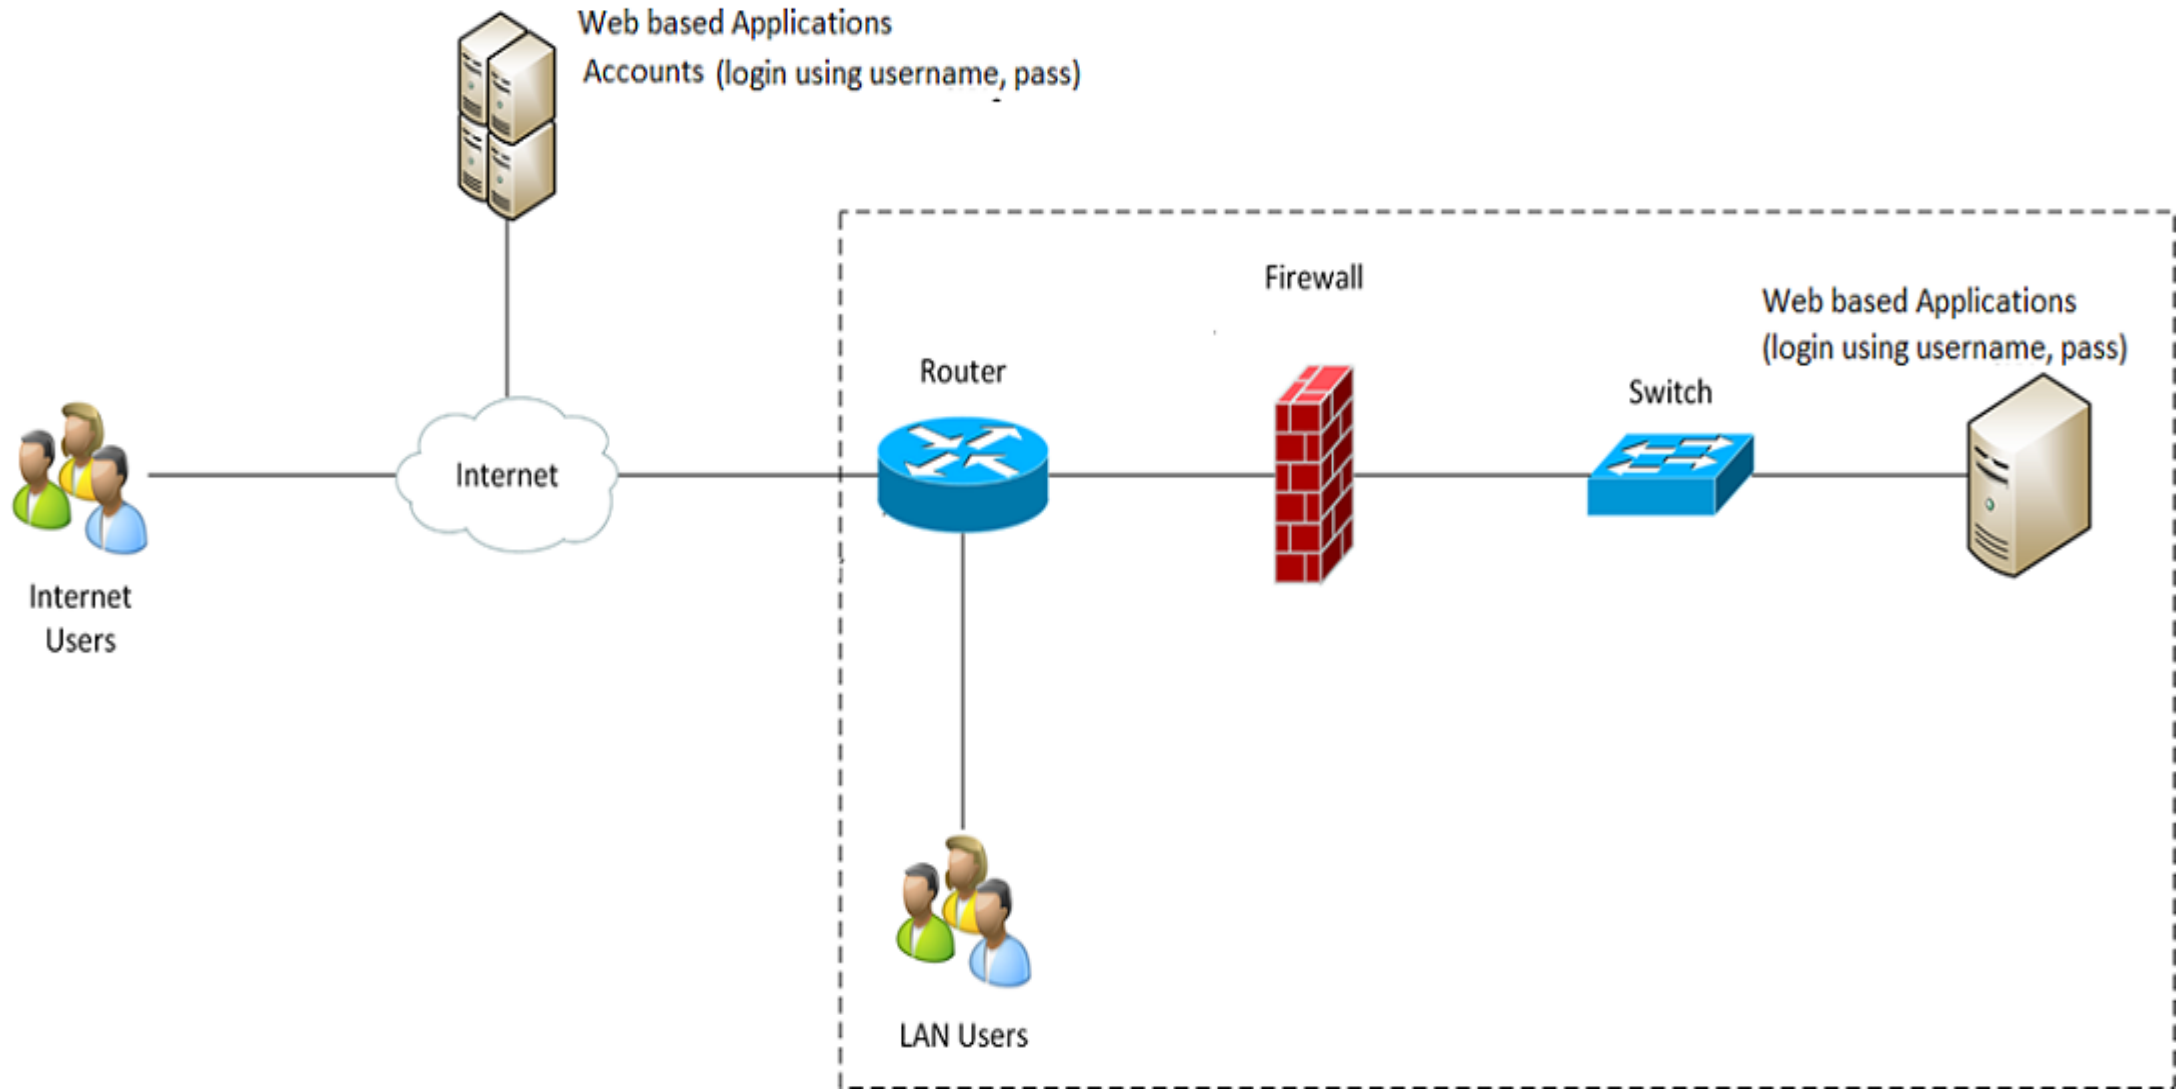 Web based Applications
Accounts (login using username, pass)
Firewall
Web based Applications
(login using username, pass)
Router
Switch
Internet
Internet
Users
LAN Users